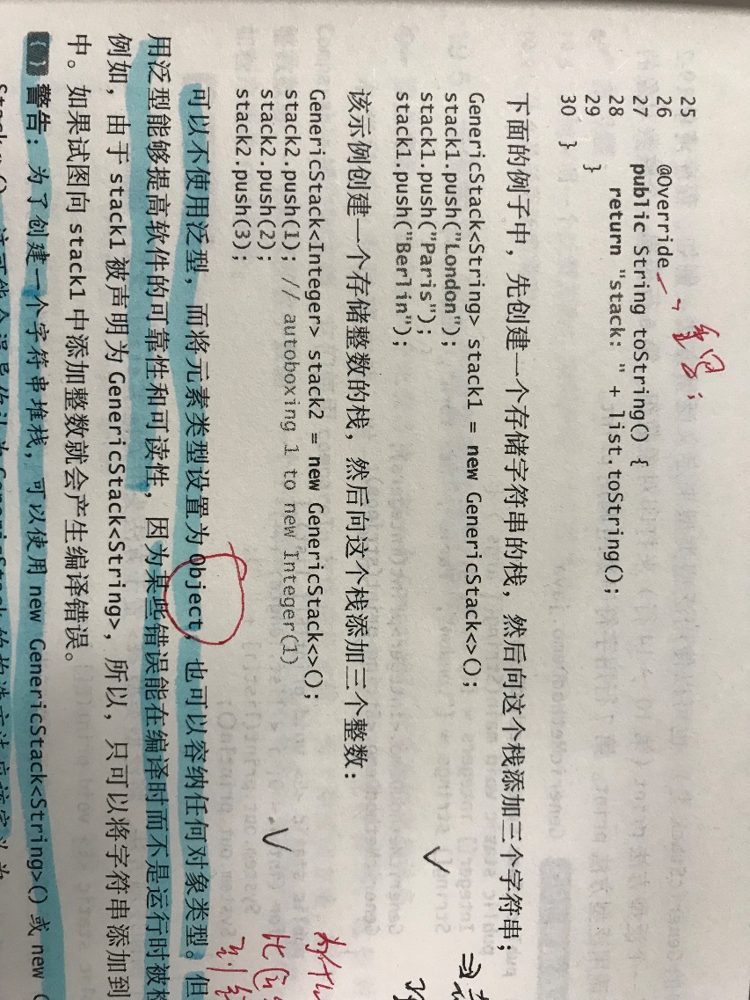 25
26 @Override 重写;
27 public String toString() {
28 return "stack: " + list.toString();
29 }
30 }
下面的例子中，先创建一个存储字符串的栈，然后向这个栈添加三个字符串；
GenericStack<String> stack1 = new GenericStack<>();
stack1.push("London");
stack1.push("Paris");
stack1.push("Berlin");
该示例创建一个存储整数的栈，然后向这个栈添加三个整数：
GenericStack<Integer> stack2 = new GenericStack<>();
stack2.push(1); // autoboxing 1 to new Integer(1)
stack2.push(2);
stack2.push(3);
可以不使用泛型，而将元素类型设置为 Object，也可以容纳任何对象类型。但
用泛型能够提高软件的可靠性和可读性，因为某些错误能在编译时而不是运行时被
例如，由于 stack1 被声明为 GenericStack<String>，所以，只可以将字符串添加到
中。如果试图向 stack1 中添加整数就会产生编译错误。
警告：为了创建一个字符串堆栈，可以使用 new GenericStack<String>() 或 new